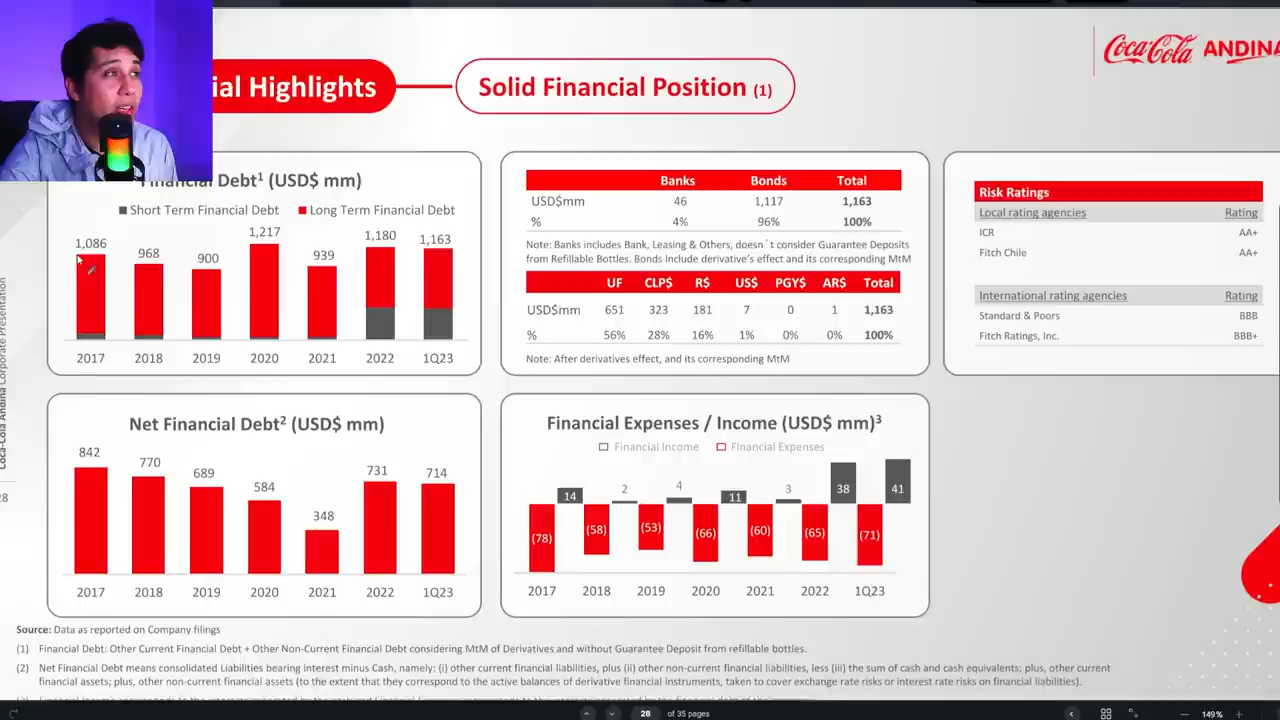 Coca-Cola ANDINA
ial Highlights
Solid Financial Position (1)
Financial Debt¹ (USD$ mm)
Short Term Financial Debt
Long Term Financial Debt
1,086
968
900
1,217
939
1,180
1,163
2017
2018
2019
2020
2021
2022
1Q23
Banks Bonds Total
USD$mm 46 1,117 1,163
% 4% 96% 100%
Note: Banks includes Bank, Leasing & Others, doesn´t consider Guarantee Deposits
from Refillable Bottles. Bonds Include derivative's effect and its corresponding MtM
UF CLP$ R$ US$ PGY$ AR$ Total
USD$mm 651 323 181 7 0 1 1,163
% 56% 28% 16% 1% 0% 0% 100%
Note: After derivatives effect, and its corresponding MtM
Risk Ratings
Local rating agencies Rating
ICR AA+
Fitch Chile AA+
International rating agencies Rating
Standard & Poors BBB
Fitch Ratings, Inc. BBB+
Net Financial Debt² (USD$ mm)
842
770
689
584
348
731
714
2017
2018
2019
2020
2021
2022
1Q23
Financial Expenses / Income (USD$ mm)³
Financial Income
Financial Expenses
14
2
4
11
3
38
41
(78)
(58)
(53)
(66)
(60)
(65)
(71)
2017
2018
2019
2020
2021
2022
1Q23
Coca-Cola Andina Corporate Presentation
28
Source: Data as reported on Company filings
(1) Financial Debt: Other Current Financial Debt + Other Non-Current Financial Debt considering MtM of Derivatives and without Guarantee Deposit from refillable bottles.
(2) Net Financial Debt means consolidated Liabilities bearing interest minus Cash, namely: (i) other current financial liabilities, plus (ii) other non-current financial liabilities, less (iii) the sum of cash and cash equivalents; plus, other current
financial assets; plus, other non-current financial assets (to the extent that they correspond to the active balances of derivative financial instruments, taken to cover exchange rate risks or interest rate risks on financial liabilities).
28 of 35 pages
149%